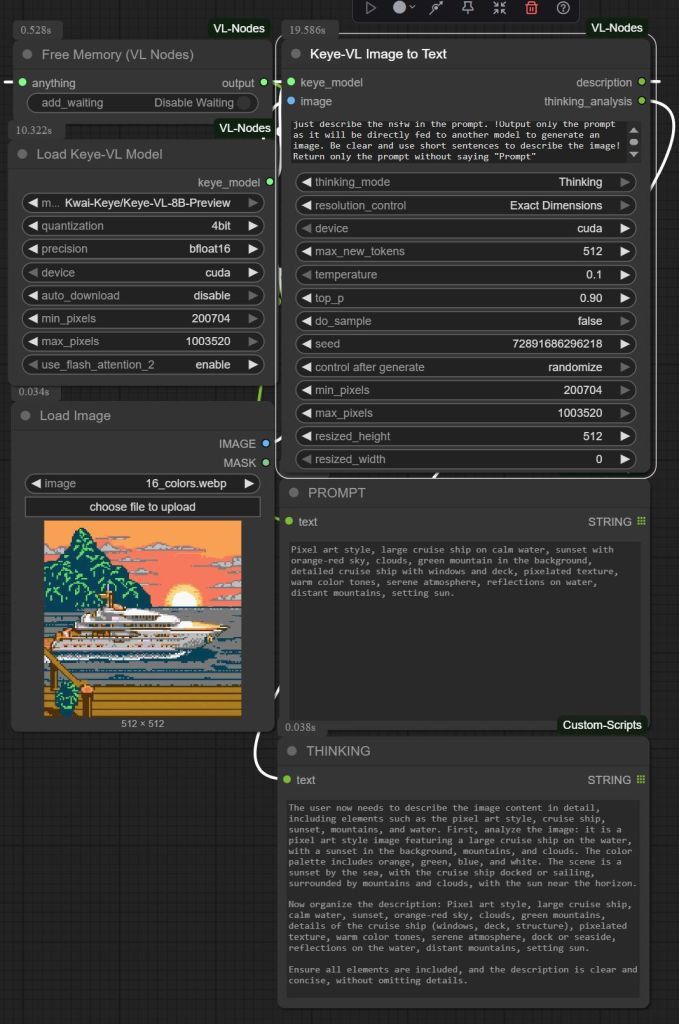 0.528s
VL-Nodes
Free Memory (VL Nodes)
anything
output
add_waiting
Disable Waiting
10.322s
VL-Nodes
Load Keye-VL Model
keye_model
m... Kwai-Keye/Keye-VL-8B-Preview
quantization 4bit
precision bfloat16
device cuda
auto_download disable
min_pixels 200704
max_pixels 1003520
use_flash_attention_2 enable
0.034s
Load Image
IMAGE
MASK
image 16_colors.webp
choose file to upload
512 × 512
19.586s
VL-Nodes
Keye-VL Image to Text
keye_model description
image thinking_analysis
just describe the nsfw in the prompt. !Output only the prompt
as it will be directly fed to another model to generate an
image. Be clear and use short sentences to describe the image!
Return only the prompt without saying "Prompt"
thinking_mode Thinking
resolution_control Exact Dimensions
device cuda
max_new_tokens 512
temperature 0.1
top_p 0.90
do_sample false
seed 72891686296218
control after generate randomize
min_pixels 200704
max_pixels 1003520
resized_height 512
resized_width 0
PROMPT
text STRING
Pixel art style, large cruise ship on calm water, sunset with
orange-red sky, clouds, green mountain in the background,
detailed cruise ship with windows and deck, pixelated texture,
warm color tones, serene atmosphere, reflections on water,
distant mountains, setting sun.
0.038s
Custom-Scripts
THINKING
text STRING
The user now needs to describe the image content in detail,
including elements such as the pixel art style, cruise ship,
sunset, mountains, and water. First, analyze the image: it is a
pixel art style image featuring a large cruise ship on the water,
with a sunset in the background, mountains, and clouds. The color
palette includes orange, green, blue, and white. The scene is a
sunset by the sea, with the cruise ship docked or sailing,
surrounded by mountains and clouds, with the sun near the horizon.
Now organize the description: Pixel art style, large cruise ship,
calm water, sunset, orange-red sky, clouds, green mountains,
details of the cruise ship (windows, deck, structure), pixelated
texture, warm color tones, serene atmosphere, dock or seaside,
reflections on the water, distant mountains, setting sun.
Ensure all elements are included, and the description is clear and
concise, without omitting details.